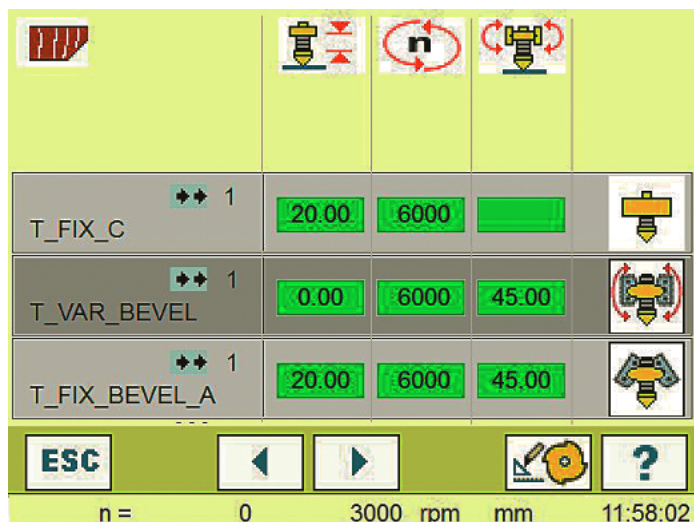 n
1
T_FIX_C 20.00 6000
1
T_VAR_BEVEL 0.00 6000 45.00
1
T_FIX_BEVEL_A 20.00 6000 45.00
ESC ?
n = 0 3000 rpm mm 11:58:02